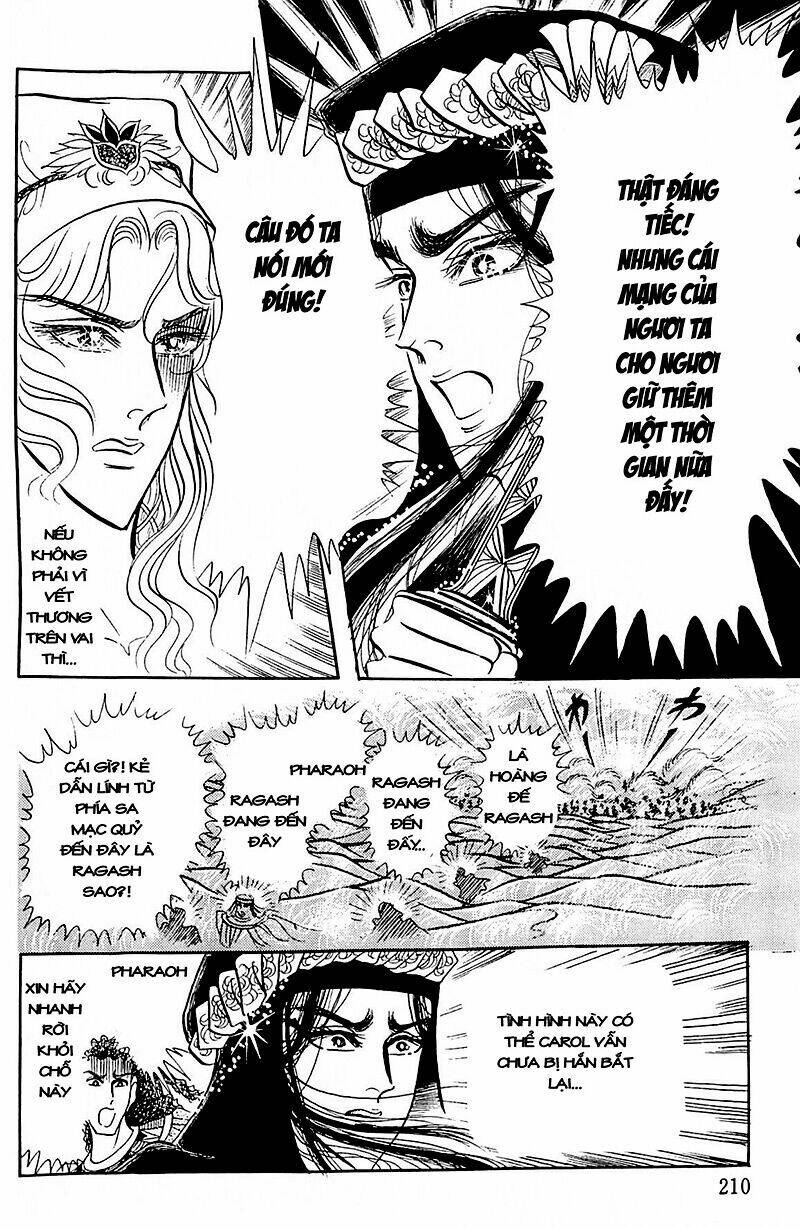 THẬT ĐÁNG
TIẾC!
NHƯNG CÁI
MẠNG CỦA
NGƯƠI TA
CHO NGƯƠI
GIỮ THÊM
MỘT THỜI
GIAN NỮA
ĐẤY!
CÂU ĐÓ TA
NÓI MỚI
ĐÚNG!
NẾU
KHÔNG
PHẢI VÌ
VẾT
THƯƠNG
TRÊN VAI
THÌ...
わ
わ
LÀ
HOÀNG
ĐẾ
RAGASH
RAGASH
ĐANG
ĐẾN
ĐẤY...
PHARAOH
RAGASH
ĐANG ĐẾN
ĐÂY
CÁI GÌ?! KẺ
DẪN LÍNH TỪ
PHÍA SA
MẠC QUỶ
ĐẾN ĐÂY LÀ
RAGASH
SAO?!
TÌNH HÌNH NÀY CÓ
THỂ CAROL VẪN
CHƯA BỊ HẮN BẮT
LẠI...
PHARAOH
XIN HÃY
NHANH
RỜI
KHỎI
CHỖ
NÀY
210